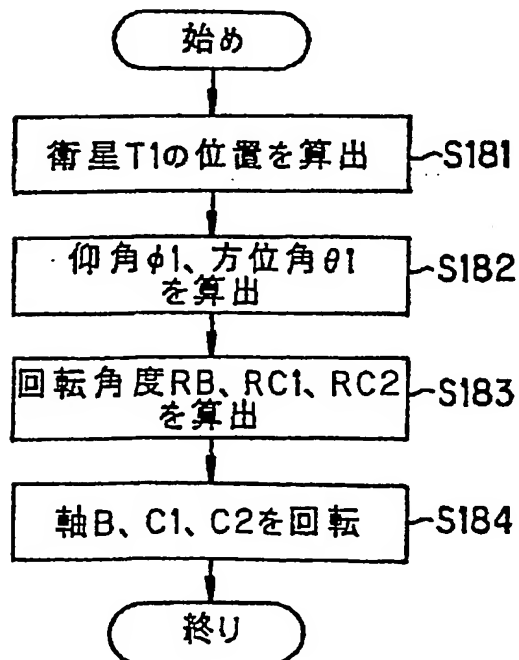 始め
衛星T1の位置を算出
S181
仰角φ1、方位角θ1
を算出
S182
回転角度RB、RC1、RC2
を算出
S183
軸B、C1、C2を回転
S184
終り